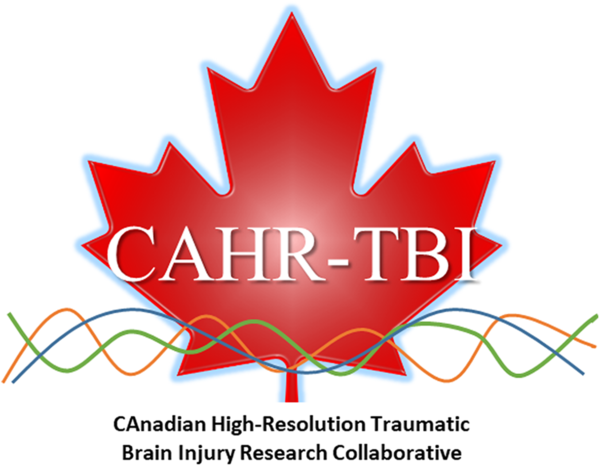 CAHR-TBI
CAnadian High-Resolution Traumatic
Brain Injury Research Collaborative